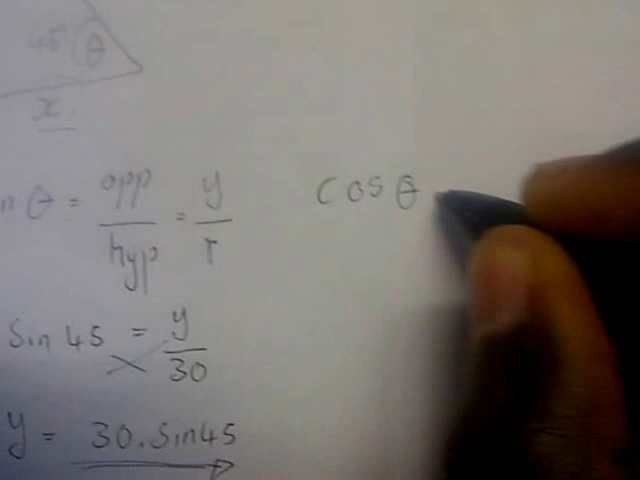 45 θ
x
n θ = opp/hyp = y/r
cos θ
Sin 45 = y/30
y = 30.Sin45